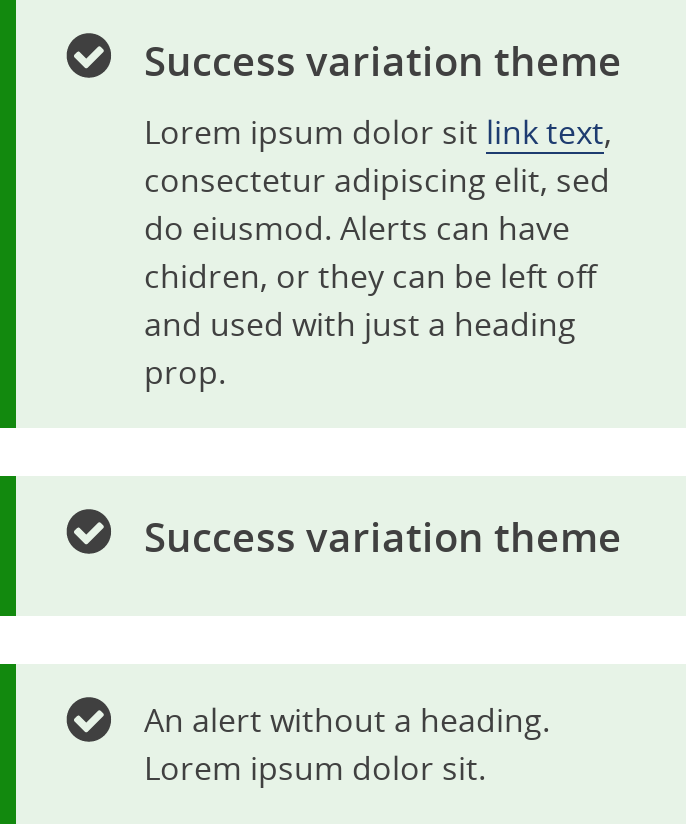 Success variation theme
Lorem ipsum dolor sit link text,
consectetur adipiscing elit, sed
do eiusmod. Alerts can have
chidren, or they can be left off
and used with just a heading
prop.
Success variation theme
An alert without a heading.
Lorem ipsum dolor sit.